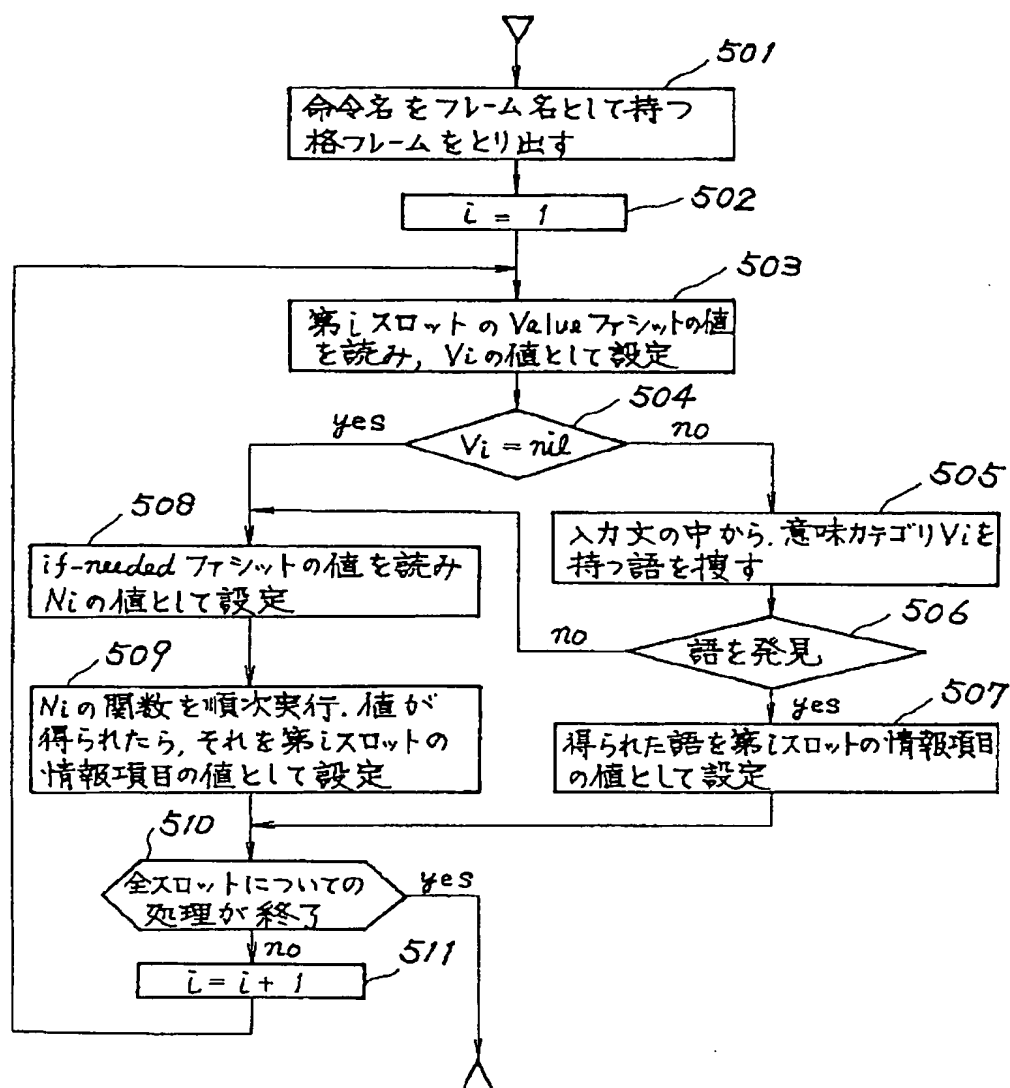 501
命令名をフレーム名として持つ
格フレームをとり出す
502
i = 1
503
第iスロットのValueファシットの値
を読み, Viの値として設定
504
yes
Vi = nil
no
505
入力文の中から. 意味カテゴリViを
持つ語を捜す
508
if-needed ファシットの値を読み
Niの値として設定
506
no
語を発見
yes
507
得られた語を第iスロットの情報項目
の値として設定
509
Niの関数を順次実行. 値が
得られたら, それを第iスロットの
情報項目の値として設定
510
全スロットについての
処理が終了
yes
no
511
i = i + 1